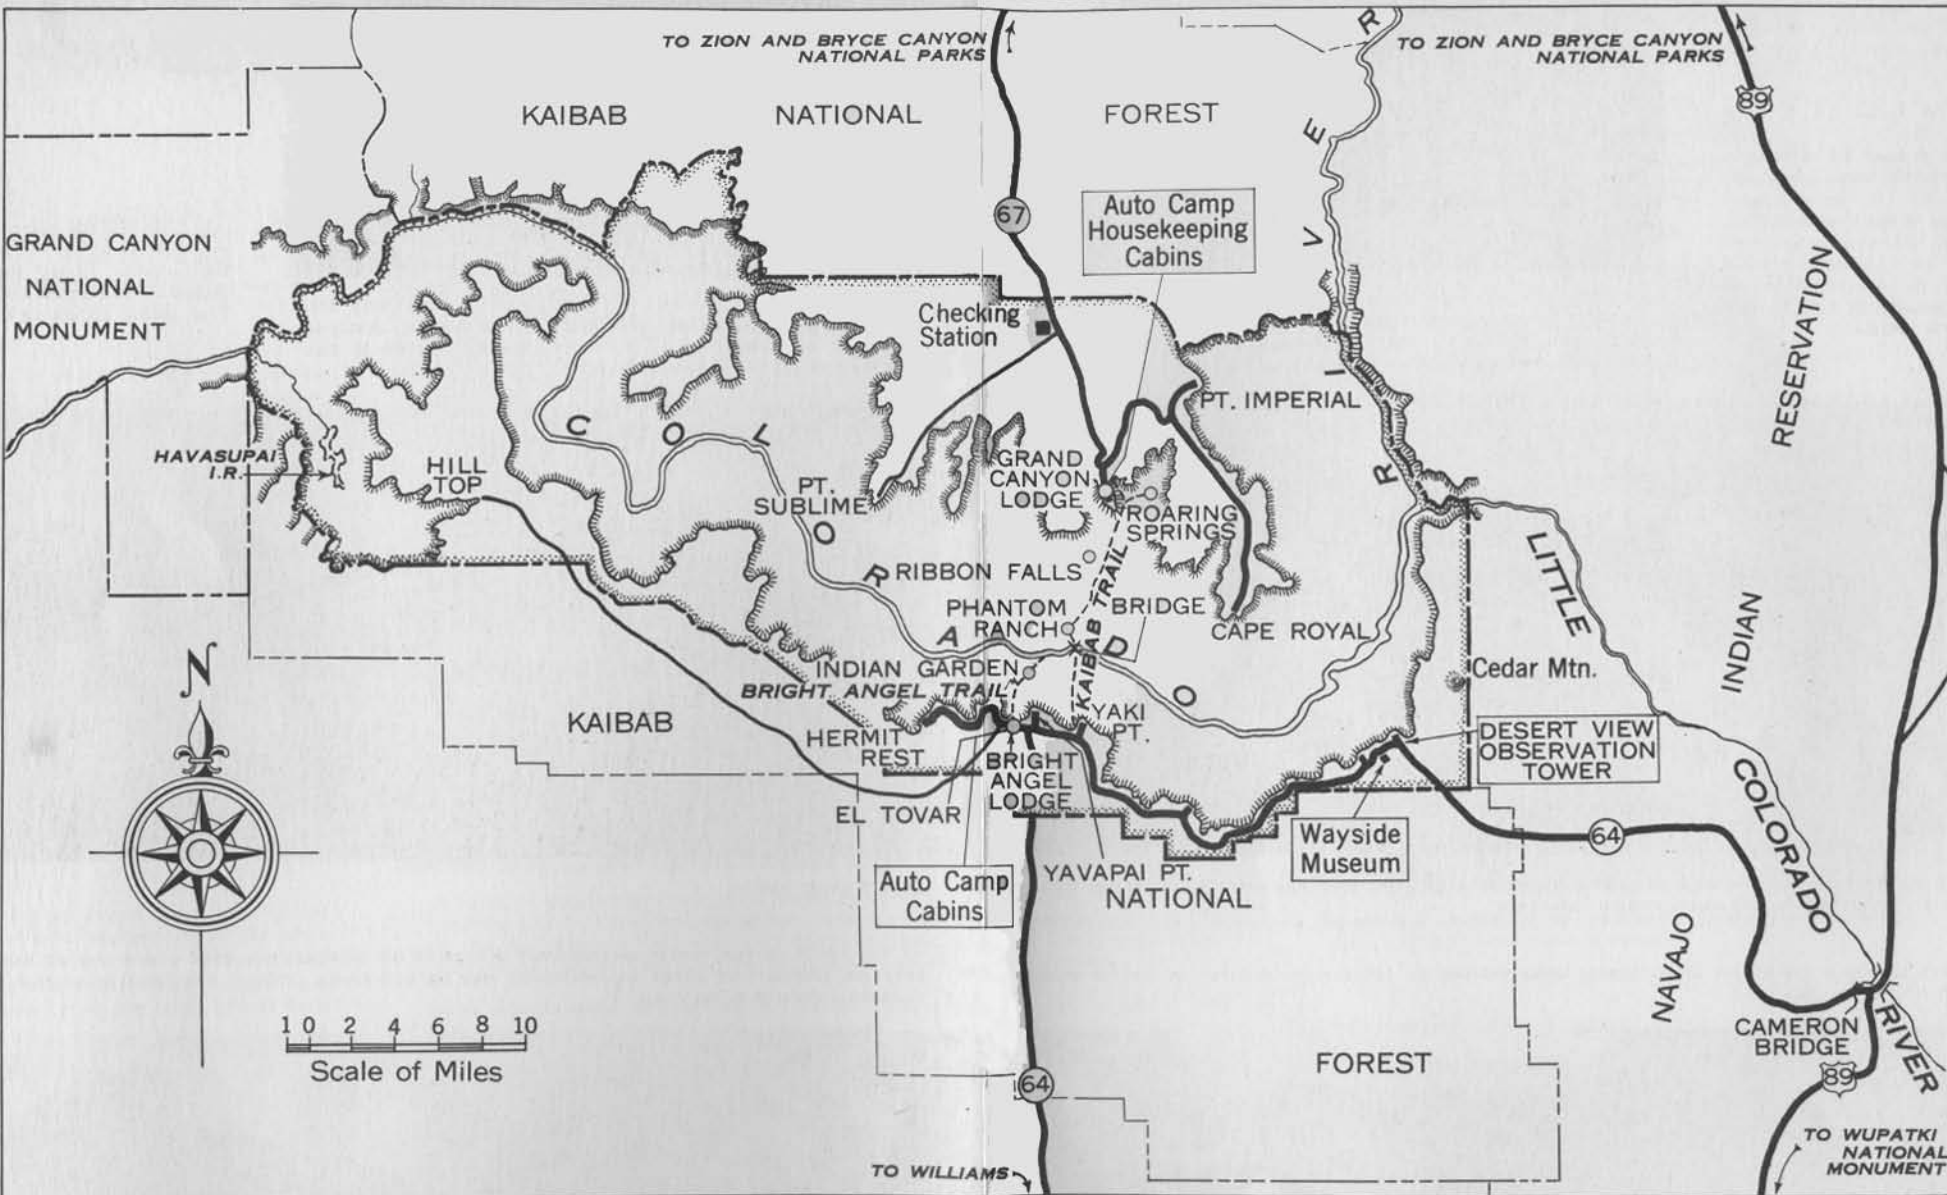 TO ZION AND BRYCE CANYON
NATIONAL PARKS
R
TO ZION AND BRYCE CANYON
NATIONAL PARKS
89
KAIBAB NATIONAL FOREST
E
V
I
R
67
Auto Camp
Housekeeping
Cabins
GRAND CANYON
NATIONAL
MONUMENT
RESERVATION
Checking
Station
PT. IMPERIAL
C O L O R A D O
HAVASUPAI
I.R.
HILL
TOP
PT.
SUBLIME
GRAND
CANYON
LODGE
ROARING
SPRINGS
RIBBON FALLS
KAIBAB TRAIL
PHANTOM
RANCH
BRIDGE
CAPE ROYAL
LITTLE
INDIAN
N
INDIAN GARDEN
BRIGHT ANGEL TRAIL
Cedar Mtn.
KAIBAB
HERMIT
REST
YAKI
PT.
DESERT VIEW
OBSERVATION
TOWER
BRIGHT
ANGEL
LODGE
EL TOVAR
COLORADO
64
Wayside
Museum
Auto Camp
Cabins
YAVAPAI PT.
NATIONAL
NAVAJO
1 0 2 4 6 8 10
Scale of Miles
CAMERON
BRIDGE
RIVER
FOREST
64
89
TO WILLIAMS
TO WUPATKI
NATIONAL
MONUMENT